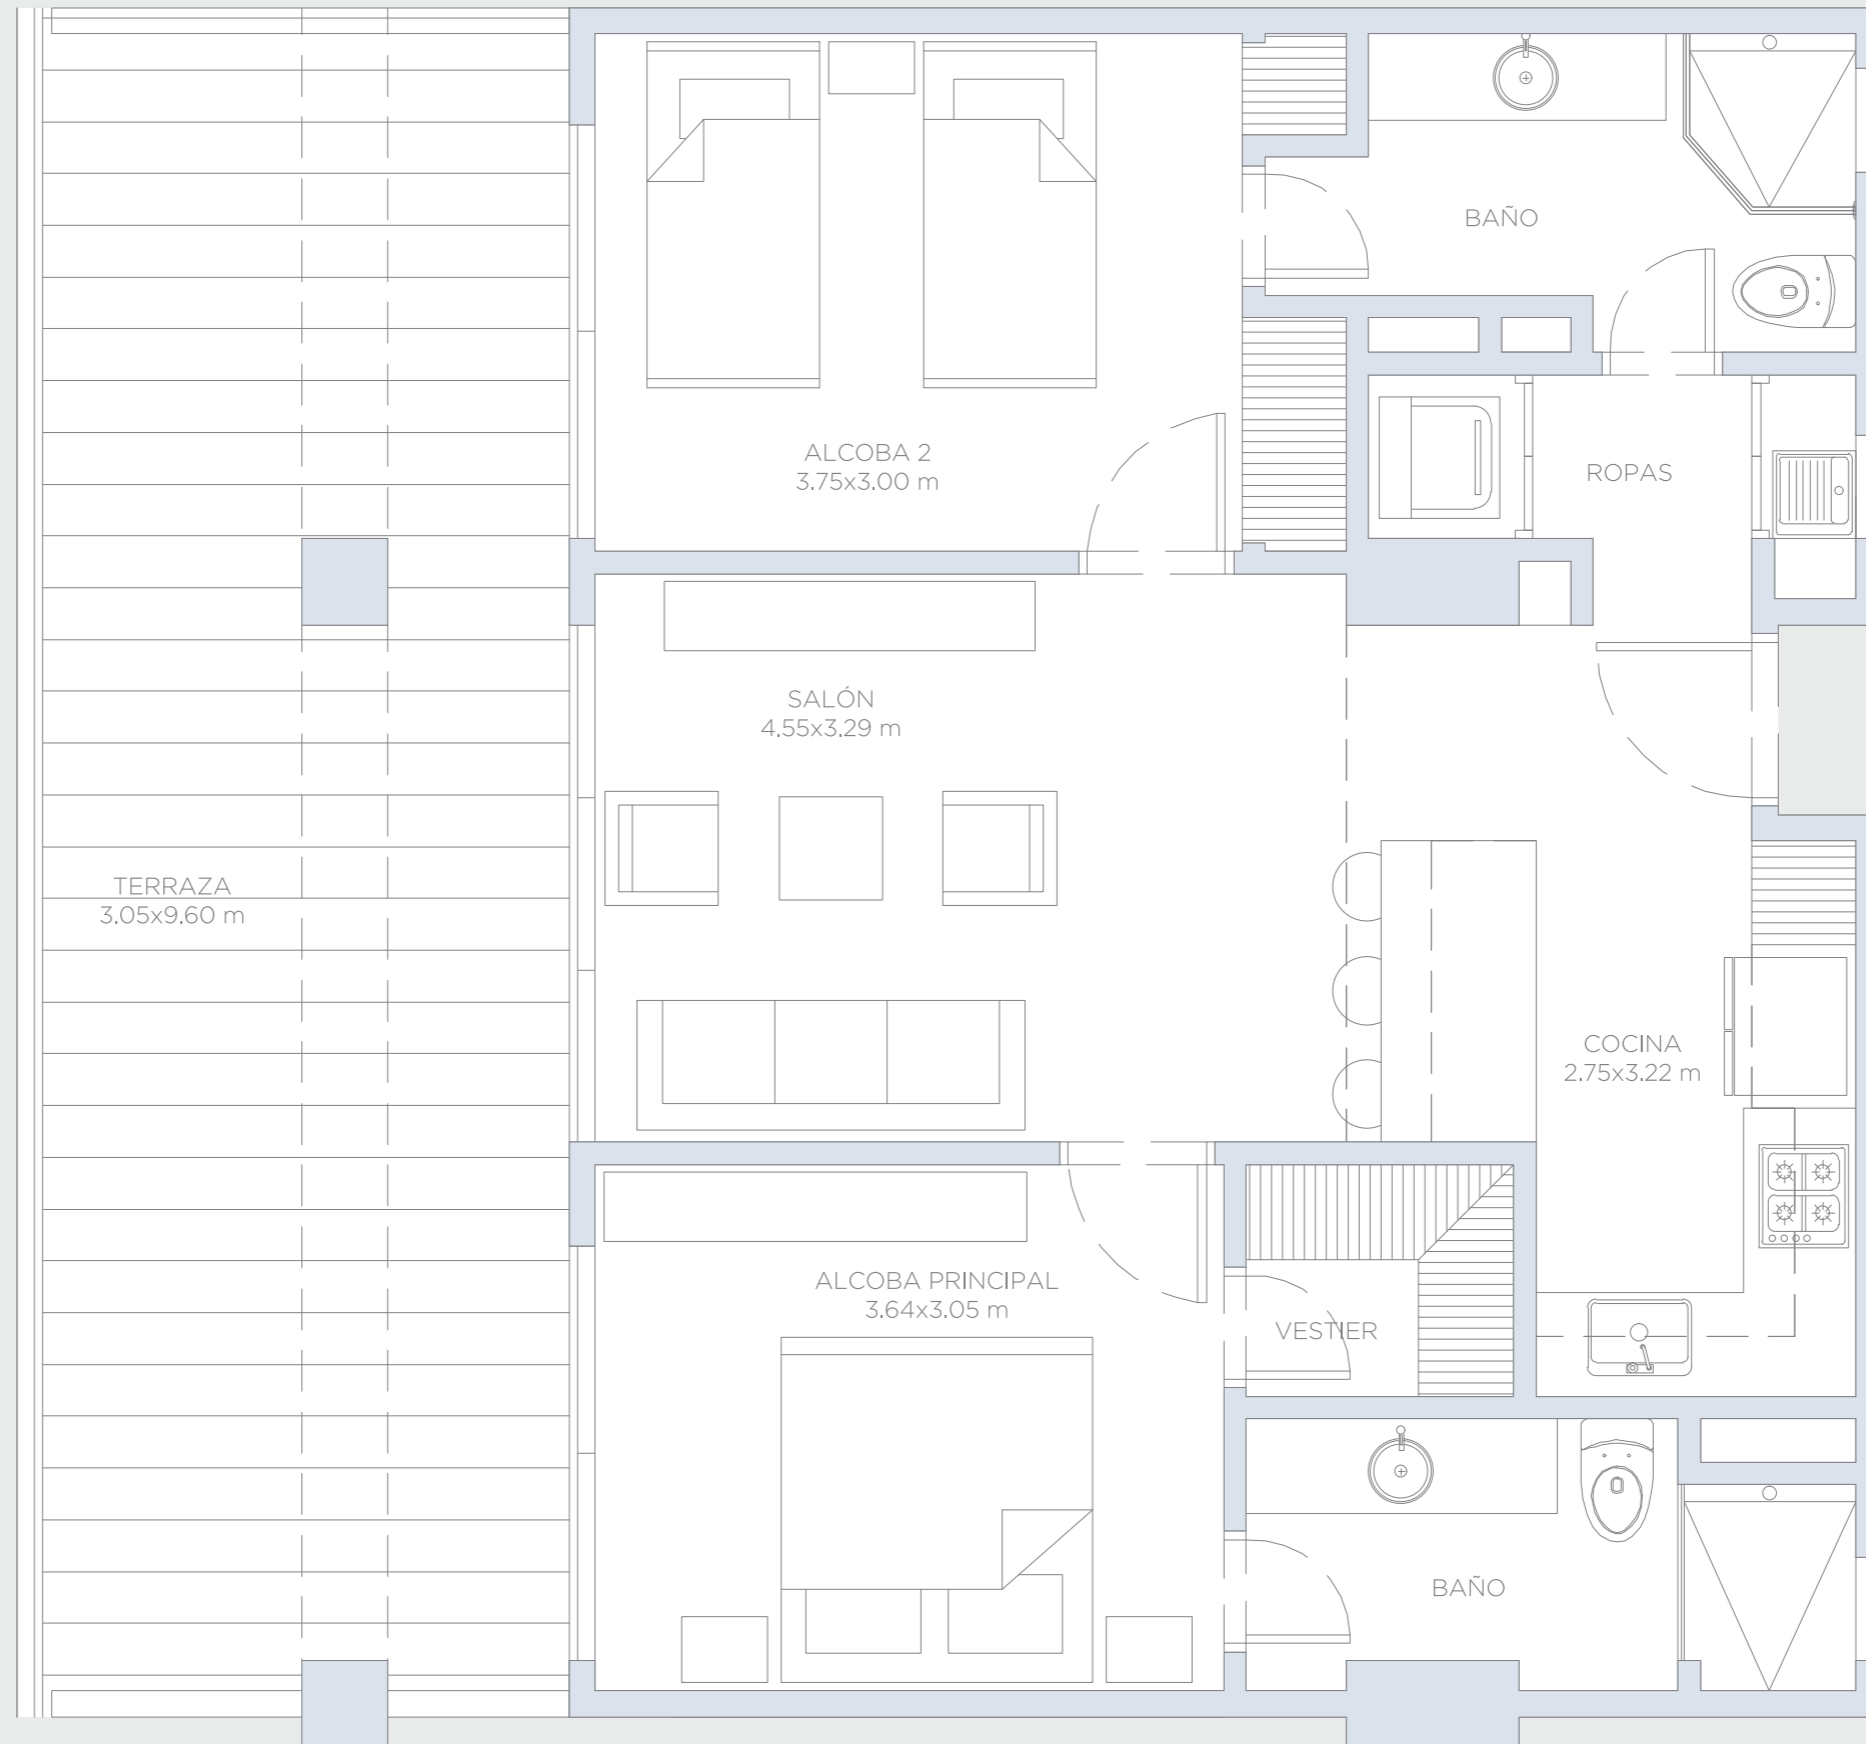 BAÑO
ALCOBA 2
3.75x3.00 m
ROPAS
SALÓN
4.55x3.29 m
TERRAZA
3.05x9.60 m
COCINA
2.75x3.22 m
ALCOBA PRINCIPAL
3.64x3.05 m
VESTIER
BAÑO